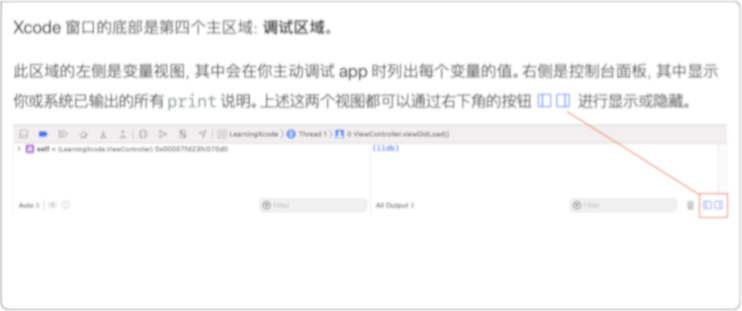 Xcode 窗口的底部是第四个主区域: 调试区域。
此区域的左侧是变量视图, 其中会在你主动调试 app 时列出每个变量的值。右侧是控制台面板, 其中显示
你或系统已输出的所有 print 说明。上述这两个视图都可以通过右下角的按钮 进行显示或隐藏。
LearningXcode Thread 1 0 ViewController.viewDidLoad()
self = (LearningXcode.ViewController) 0x00007fd23fc070d0 (lldb)
Auto Filter All Output Filter